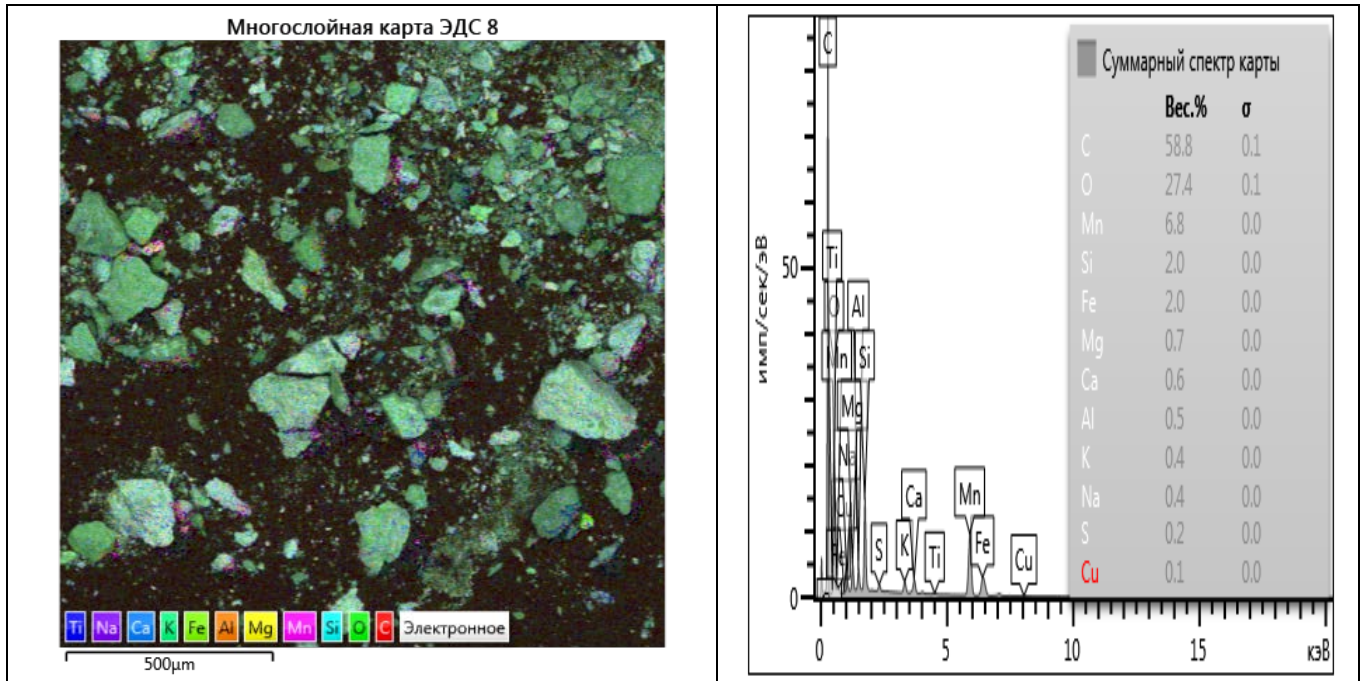 Многослойная карта ЭДС 8
Ti Na Ca K Fe Al Mg Mn Si O C Электронное
500μm
имп/сек/эВ
50
0
C
Ti
O Al
Mn Si
Mg
Na
Ca Mn
S K Ti Fe Cu
0 5 10 15 кэВ
Суммарный спектр карты
Вес.% σ
C 58.8 0.1
O 27.4 0.1
Mn 6.8 0.0
Si 2.0 0.0
Fe 2.0 0.0
Mg 0.7 0.0
Ca 0.6 0.0
Al 0.5 0.0
K 0.4 0.0
Na 0.4 0.0
S 0.2 0.0
Cu 0.1 0.0